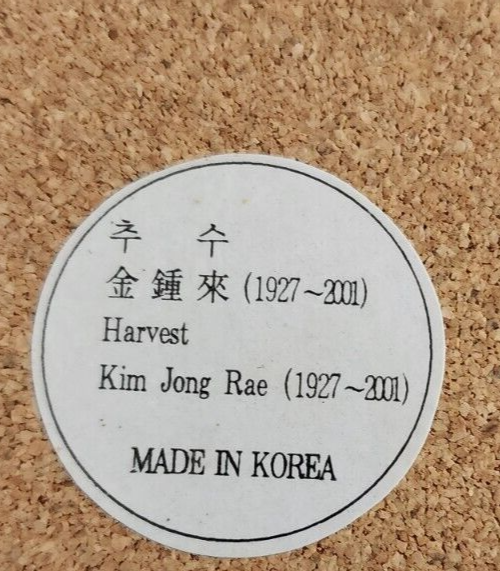 추 수
金鍾來 (1927～2001)
Harvest
Kim Jong Rae (1927～2001)
MADE IN KOREA